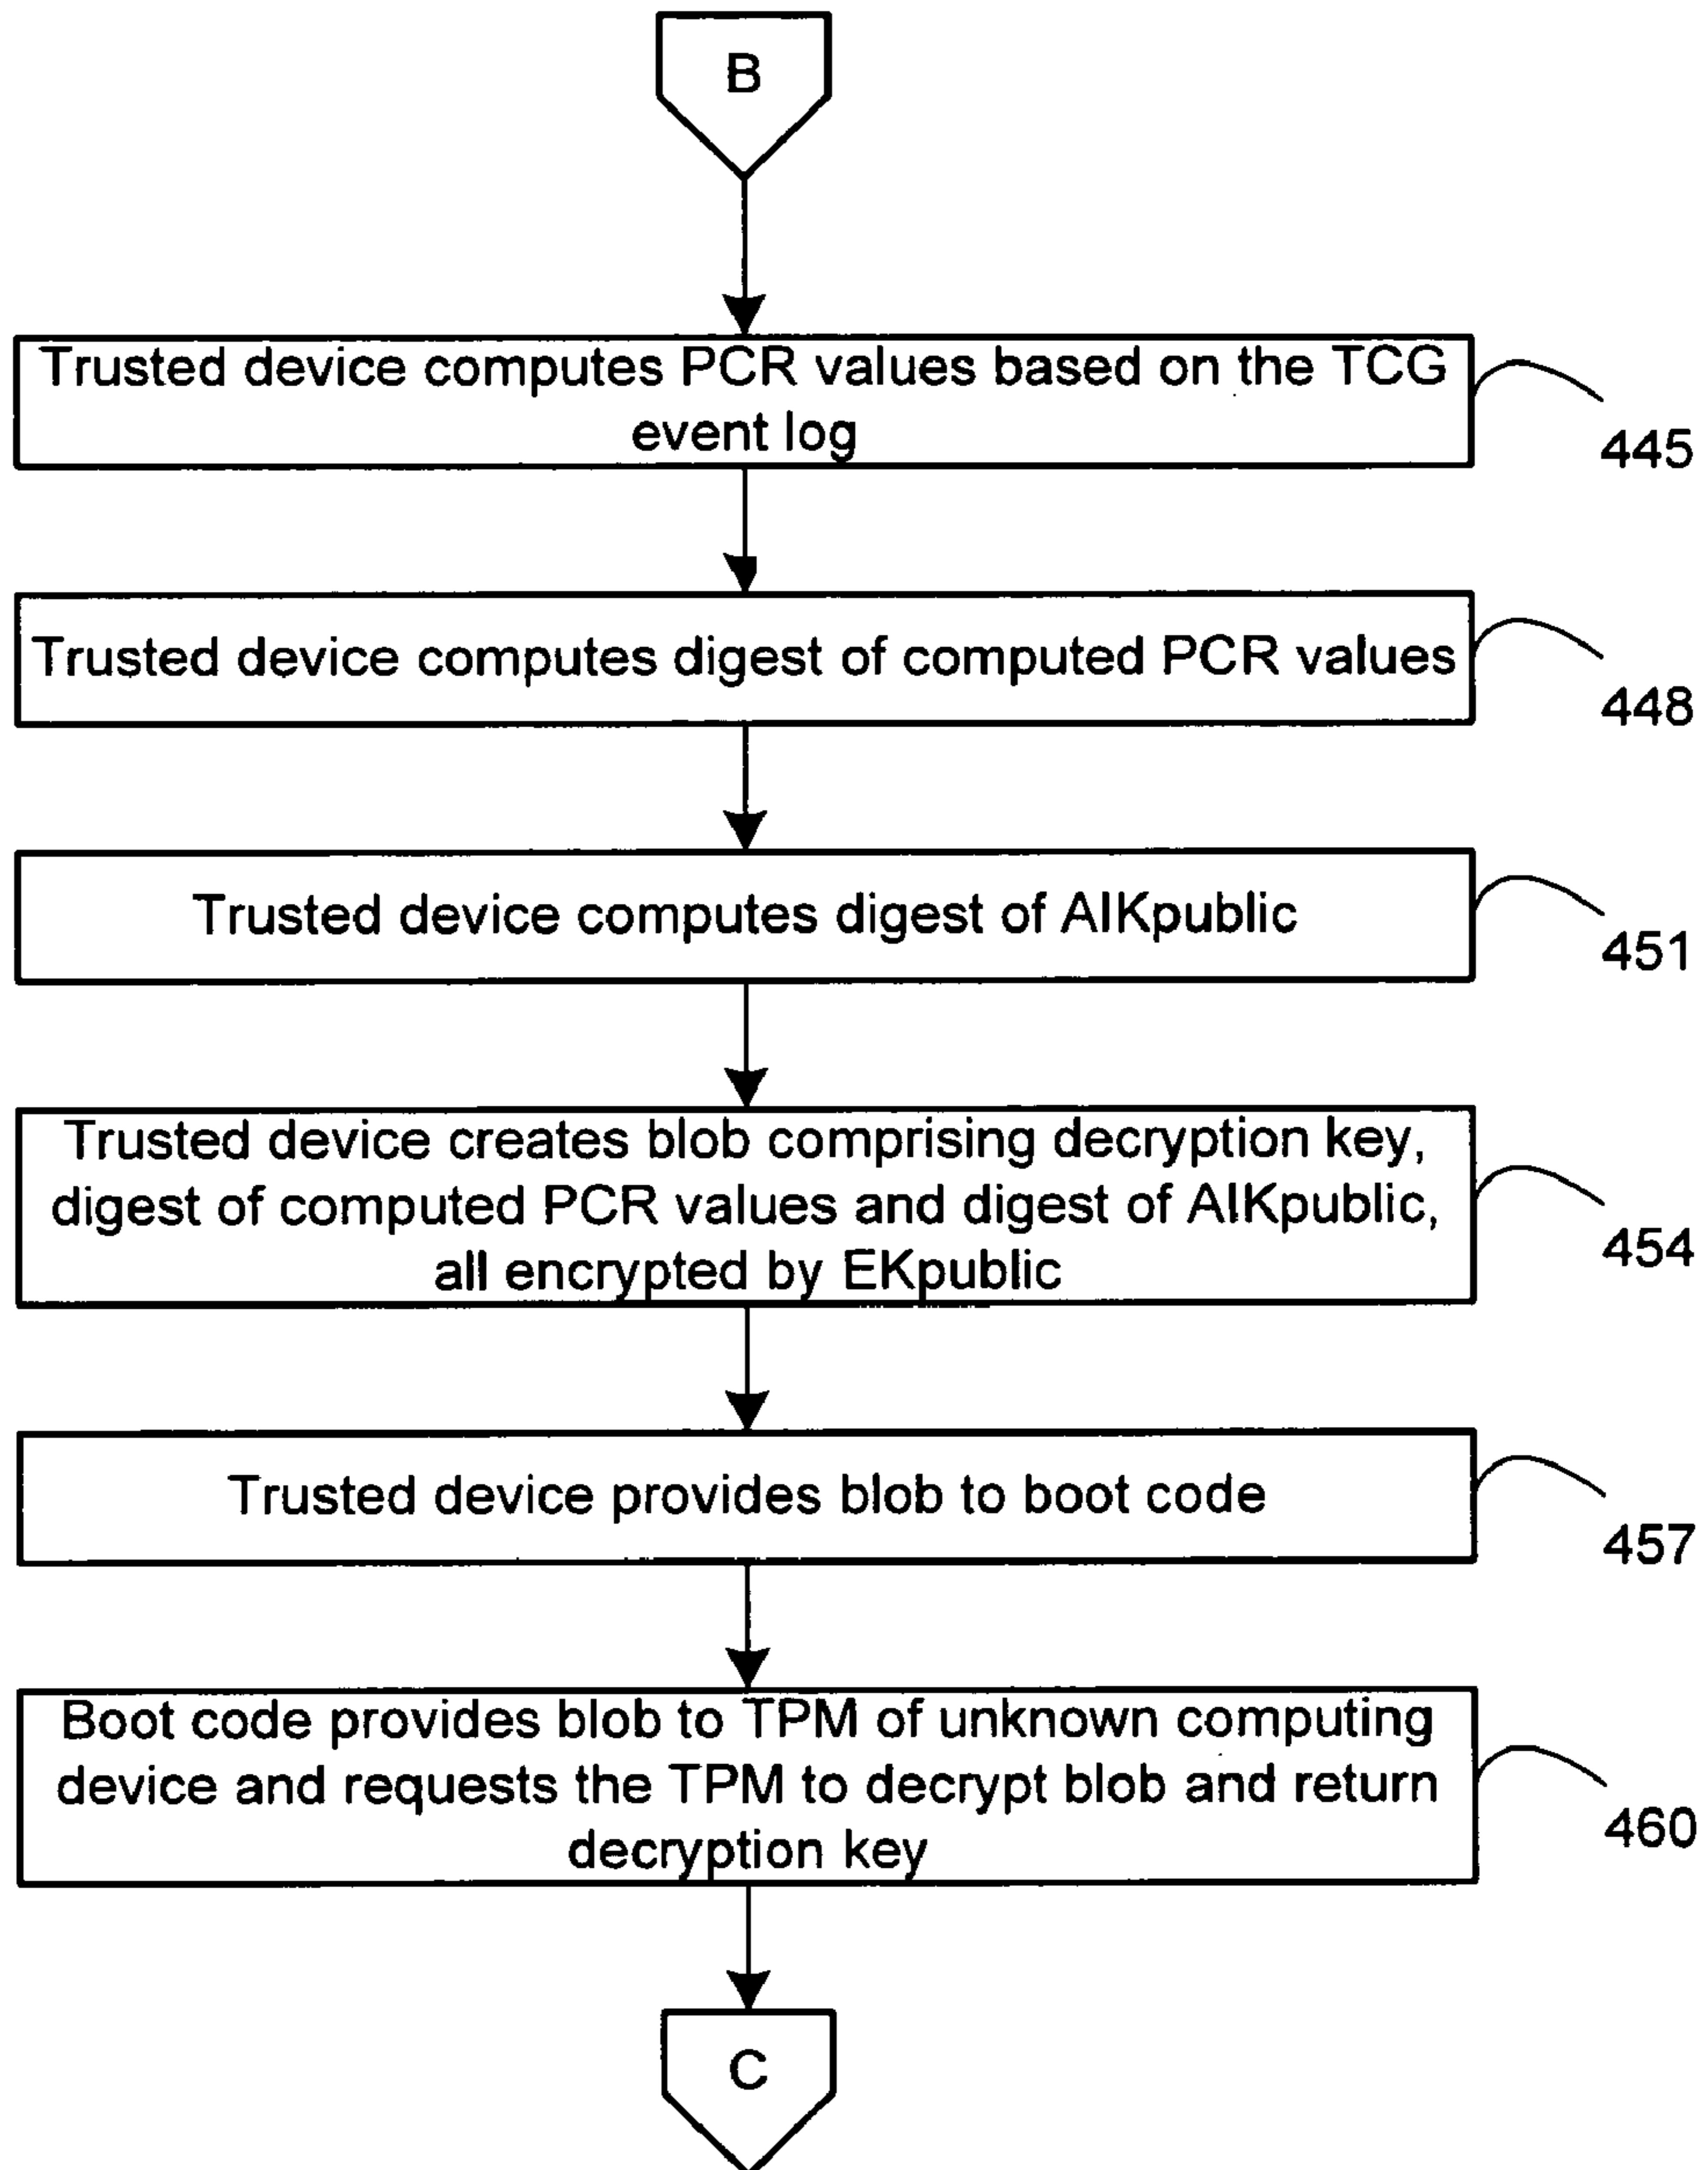 B
Trusted device computes PCR values based on the TCG
event log
445
Trusted device computes digest of computed PCR values
448
Trusted device computes digest of AIKpublic
451
Trusted device creates blob comprising decryption key,
digest of computed PCR values and digest of AIKpublic,
all encrypted by EKpublic
454
Trusted device provides blob to boot code
457
Boot code provides blob to TPM of unknown computing
device and requests the TPM to decrypt blob and return
decryption key
460
C